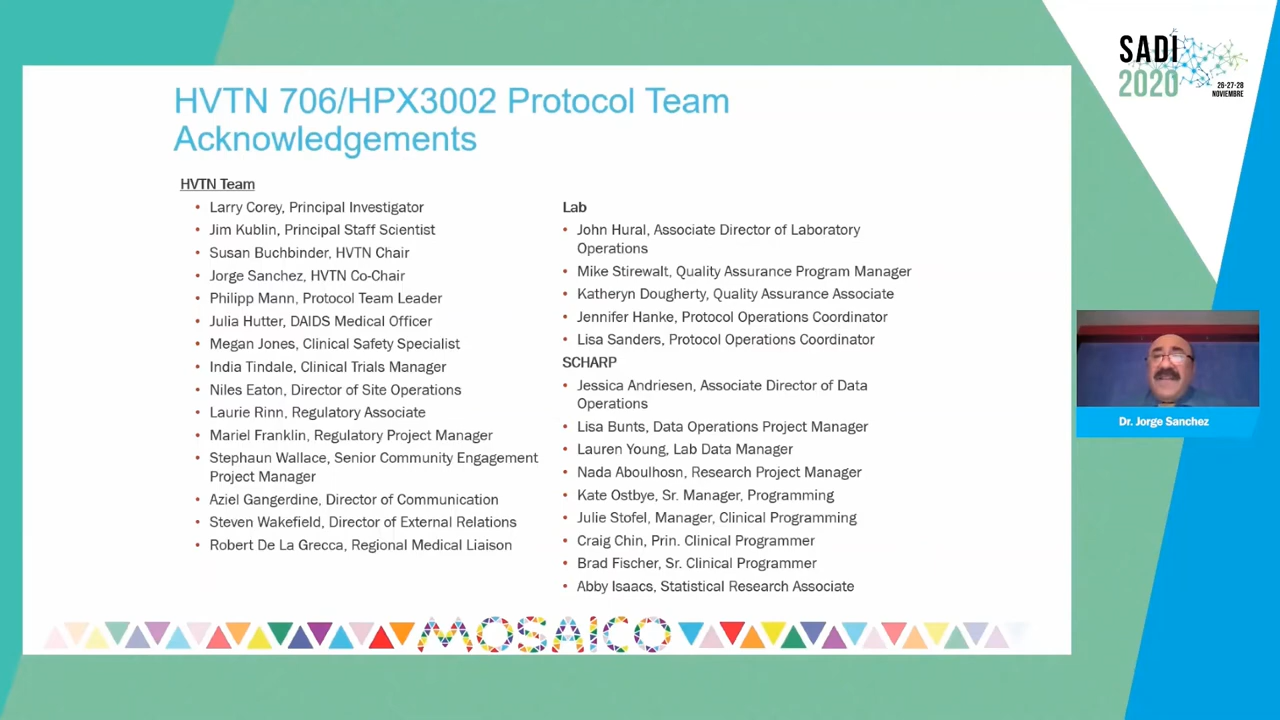 SADI
2020
26-27-28
NOVIEMBRE
HVTN 706/HPX3002 Protocol Team
Acknowledgements
HVTN Team
• Larry Corey, Principal Investigator
• Jim Kublin, Principal Staff Scientist
• Susan Buchbinder, HVTN Chair
• Jorge Sanchez, HVTN Co-Chair
• Philipp Mann, Protocol Team Leader
• Julia Hutter, DAIDS Medical Officer
• Megan Jones, Clinical Safety Specialist
• India Tindale, Clinical Trials Manager
• Niles Eaton, Director of Site Operations
• Laurie Rinn, Regulatory Associate
• Mariel Franklin, Regulatory Project Manager
• Stephaun Wallace, Senior Community Engagement
Project Manager
• Aziel Gangerdine, Director of Communication
• Steven Wakefield, Director of External Relations
• Robert De La Grecca, Regional Medical Liaison
Lab
• John Hural, Associate Director of Laboratory
Operations
• Mike Stirewalt, Quality Assurance Program Manager
• Katheryn Dougherty, Quality Assurance Associate
• Jennifer Hanke, Protocol Operations Coordinator
• Lisa Sanders, Protocol Operations Coordinator
SCHARP
• Jessica Andriesen, Associate Director of Data
Operations
• Lisa Bunts, Data Operations Project Manager
• Lauren Young, Lab Data Manager
• Nada Aboulhosn, Research Project Manager
• Kate Ostbye, Sr. Manager, Programming
• Julie Stofel, Manager, Clinical Programming
• Craig Chin, Prin. Clinical Programmer
• Brad Fischer, Sr. Clinical Programmer
• Abby Isaacs, Statistical Research Associate
MOSAICO
Dr. Jorge Sanchez